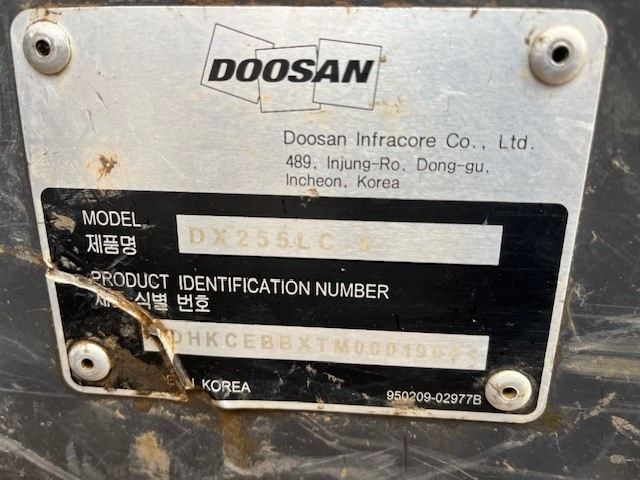 DOOSAN
Doosan Infracore Co., Ltd.
489, Injung-Ro, Dong-gu,
Incheon, Korea
MODEL
제품명
DX255LC-5
PRODUCT IDENTIFICATION NUMBER
식별 번호
KOREA
950209-02977B